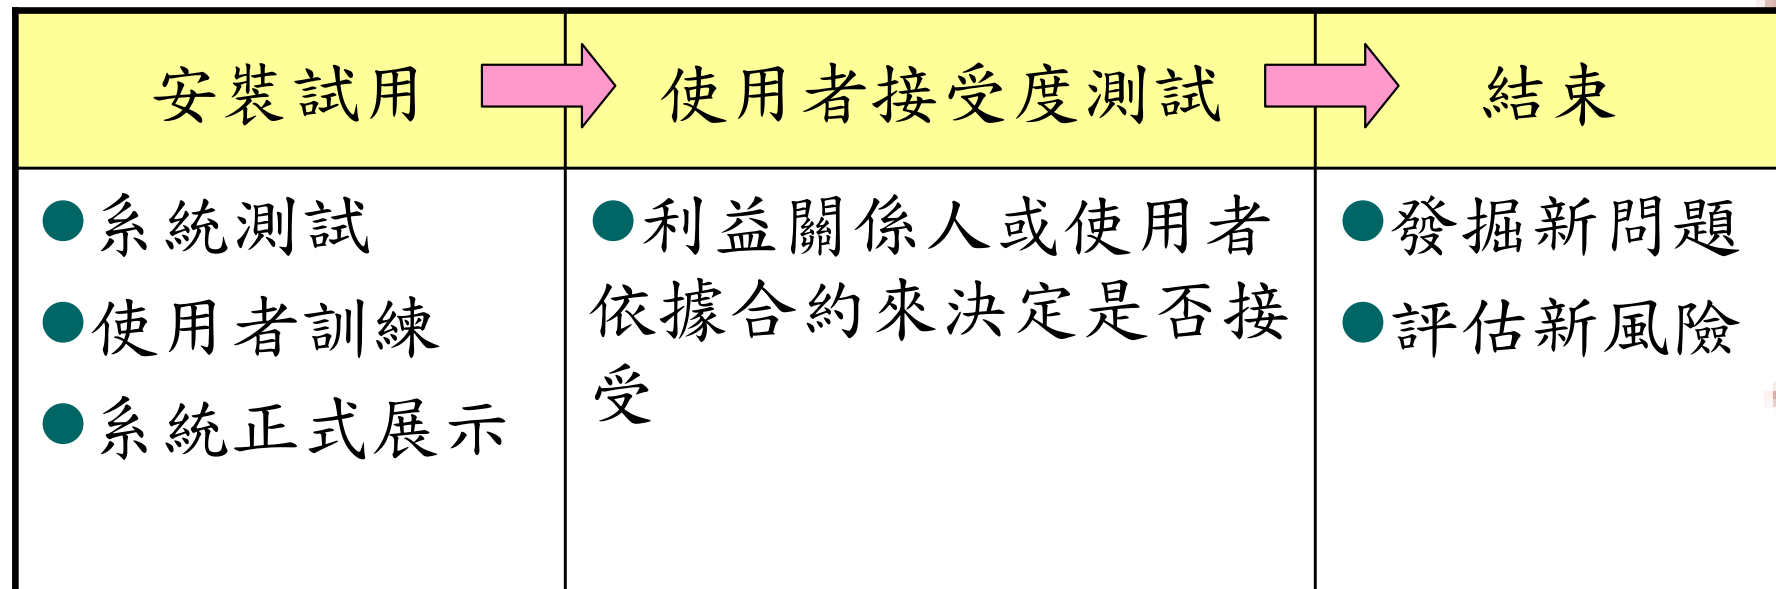 安裝試用
使用者接受度測試
結束
●系統測試
●使用者訓練
●系統正式展示
●利益關係人或使用者
依據合約來決定是否接
受
●發掘新問題
●評估新風險